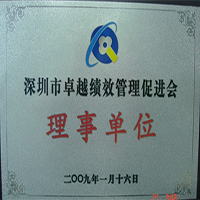 深圳市卓越绩效管理促进会
理事单位
二〇〇九年一月十六日